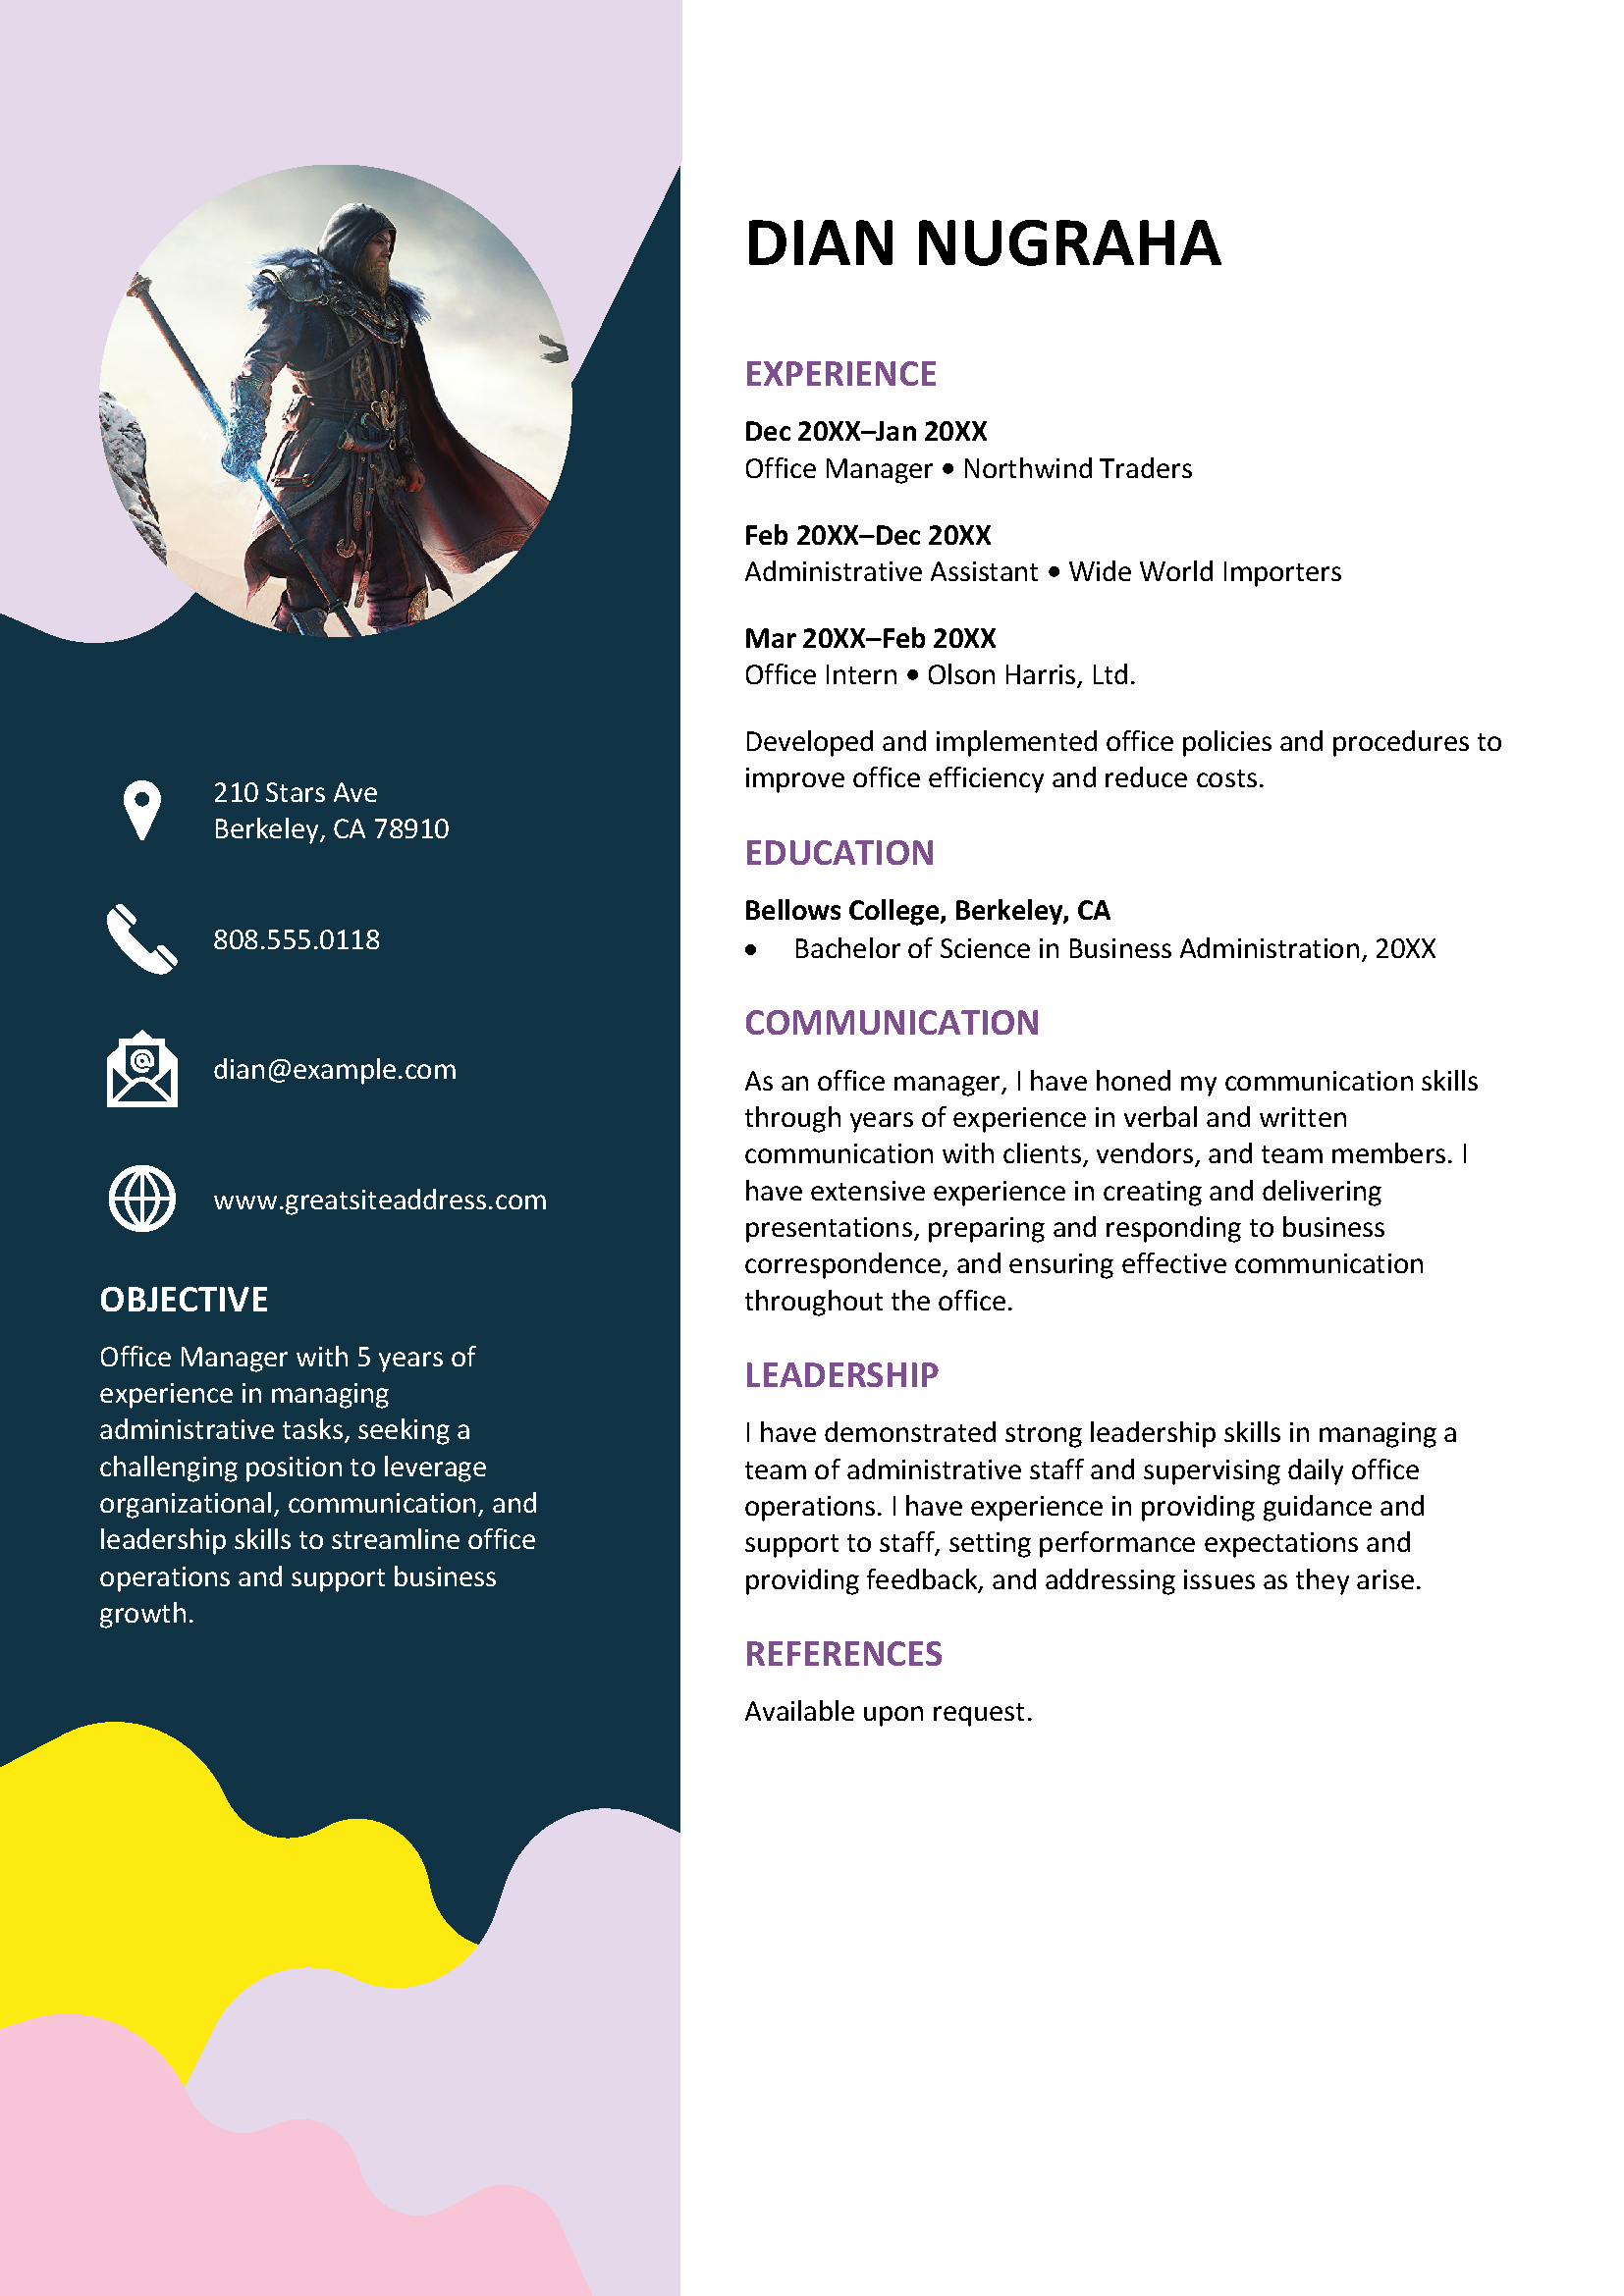 210 Stars Ave
Berkeley, CA 78910
808.555.0118
dian@example.com
www.greatsiteaddress.com
OBJECTIVE
Office Manager with 5 years of
experience in managing
administrative tasks, seeking a
challenging position to leverage
organizational, communication, and
leadership skills to streamline office
operations and support business
growth.
DIAN NUGRAHA
EXPERIENCE
Dec 20XX–Jan 20XX
Office Manager • Northwind Traders
Feb 20XX–Dec 20XX
Administrative Assistant • Wide World Importers
Mar 20XX–Feb 20XX
Office Intern • Olson Harris, Ltd.
Developed and implemented office policies and procedures to
improve office efficiency and reduce costs.
EDUCATION
Bellows College, Berkeley, CA
• Bachelor of Science in Business Administration, 20XX
COMMUNICATION
As an office manager, I have honed my communication skills
through years of experience in verbal and written
communication with clients, vendors, and team members. I
have extensive experience in creating and delivering
presentations, preparing and responding to business
correspondence, and ensuring effective communication
throughout the office.
LEADERSHIP
I have demonstrated strong leadership skills in managing a
team of administrative staff and supervising daily office
operations. I have experience in providing guidance and
support to staff, setting performance expectations and
providing feedback, and addressing issues as they arise.
REFERENCES
Available upon request.